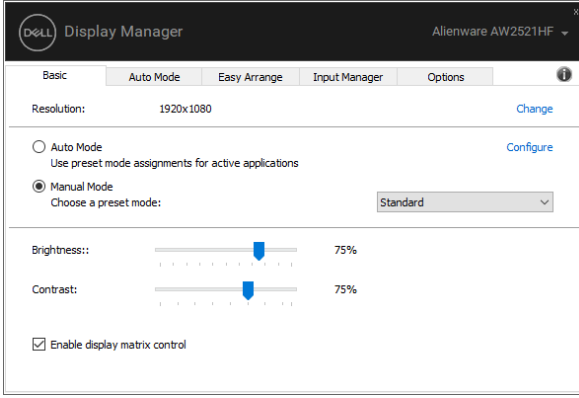 DELL Display Manager Alienware AW2521HF
Basic Auto Mode Easy Arrange Input Manager Options i
Resolution: 1920x1080 Change
Auto Mode Configure
Use preset mode assignments for active applications
Manual Mode
Choose a preset mode: Standard
Brightness:: 75%
Contrast: 75%
Enable display matrix control